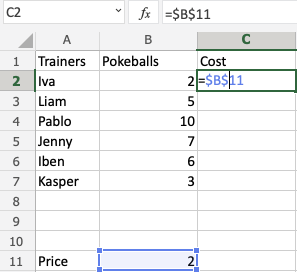 C2 fx =$B$11
A B C
1 Trainers Pokeballs Cost
2 Iva 2 =$B$11
3 Liam 5
4 Pablo 10
5 Jenny 7
6 Iben 6
7 Kasper 3
8
9
10
11 Price 2